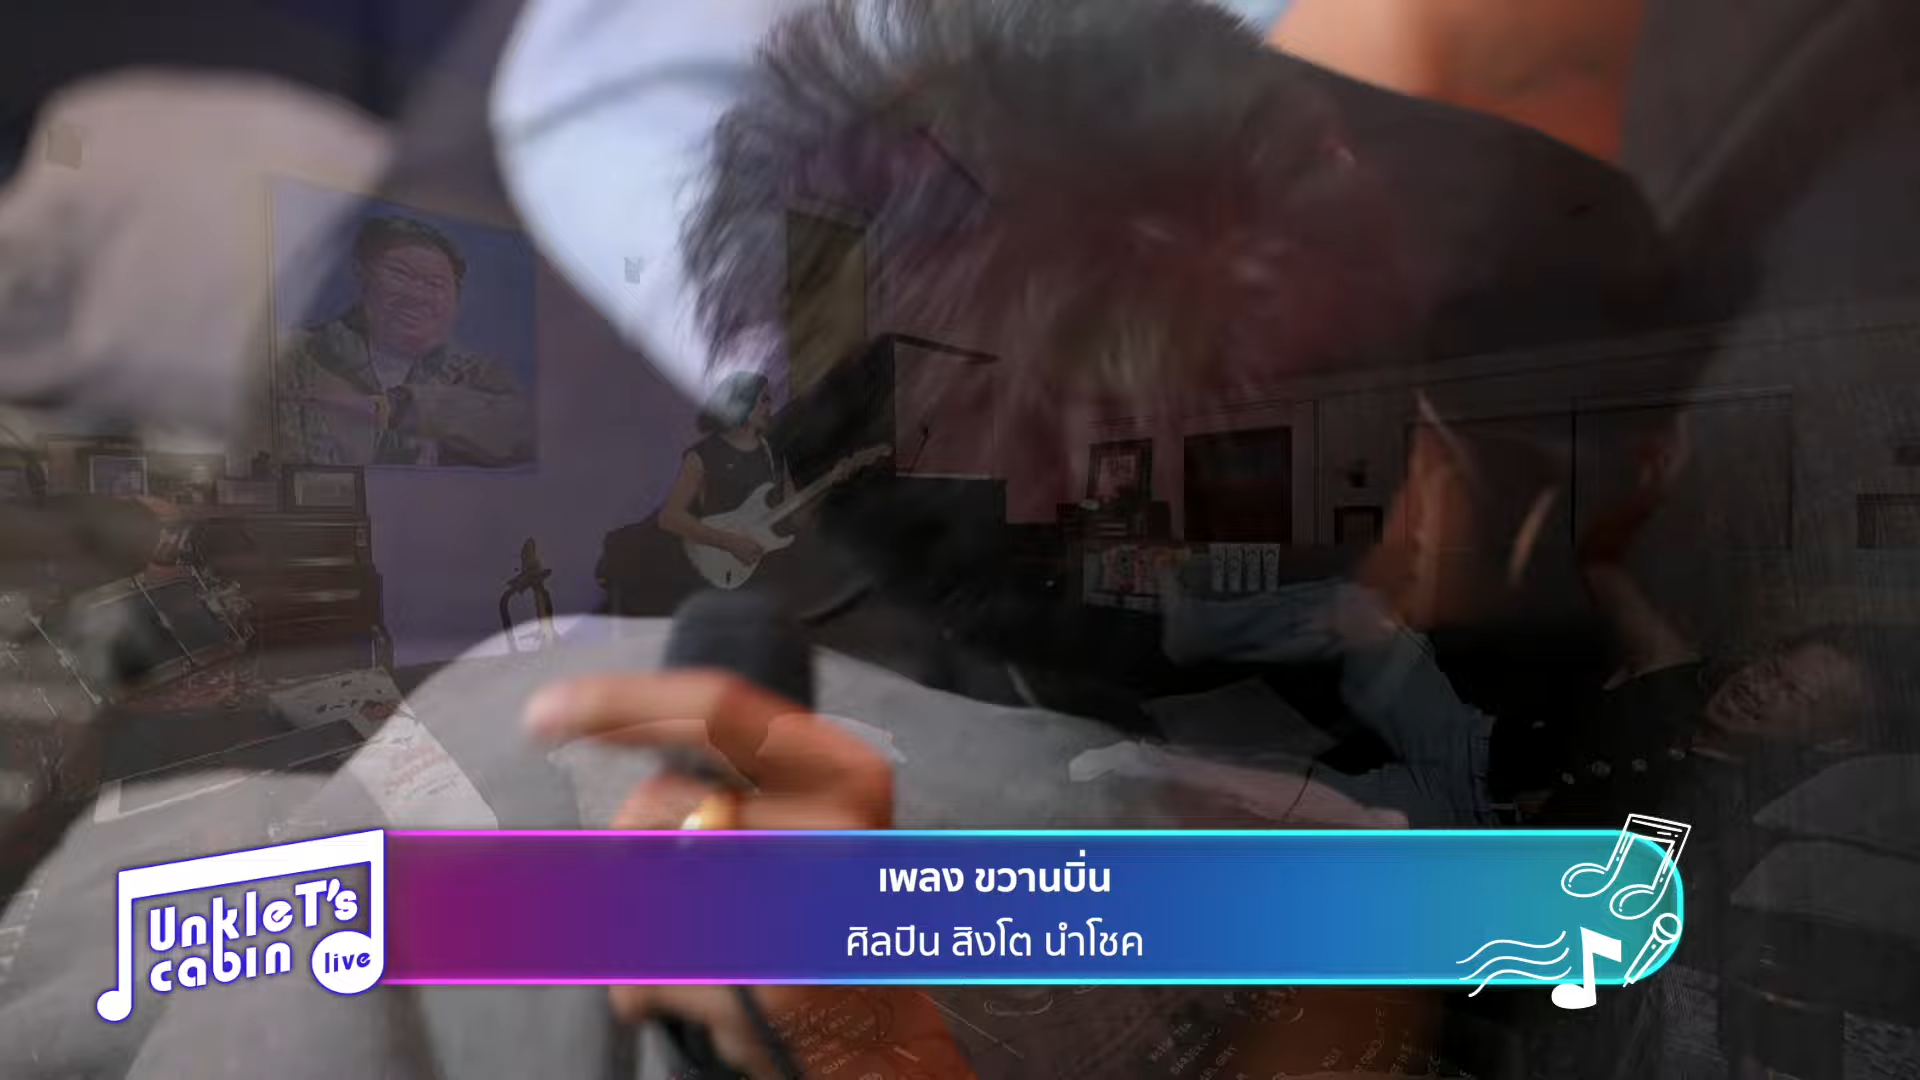 เพลง ขวานบิ่น
ศิลปิน สิงโต นำโชค
UnkleT's
cabin
live